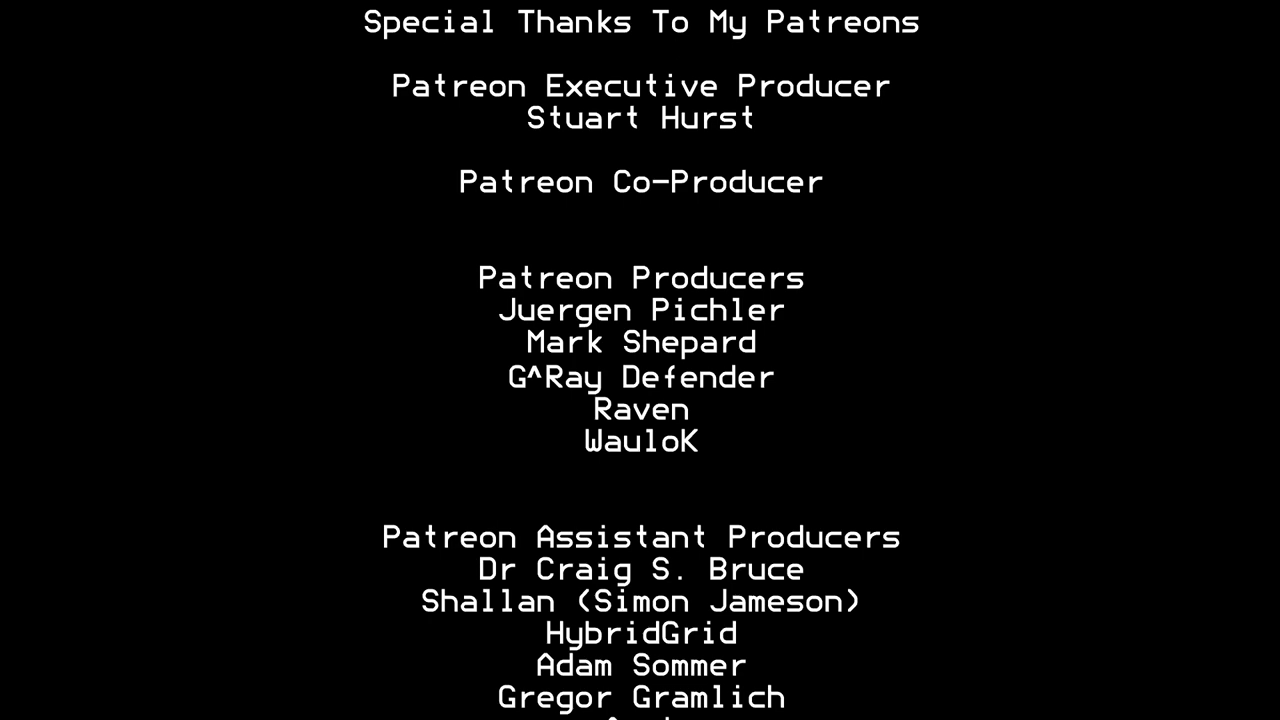 Special Thanks To My Patreons
Patreon Executive Producer
Stuart Hurst
Patreon Co-Producer
Patreon Producers
Juergen Pichler
Mark Shepard
G^Ray Defender
Raven
WauloK
Patreon Assistant Producers
Dr Craig S. Bruce
Shallan (Simon Jameson)
HybridGrid
Adam Sommer
Gregor Gramlich